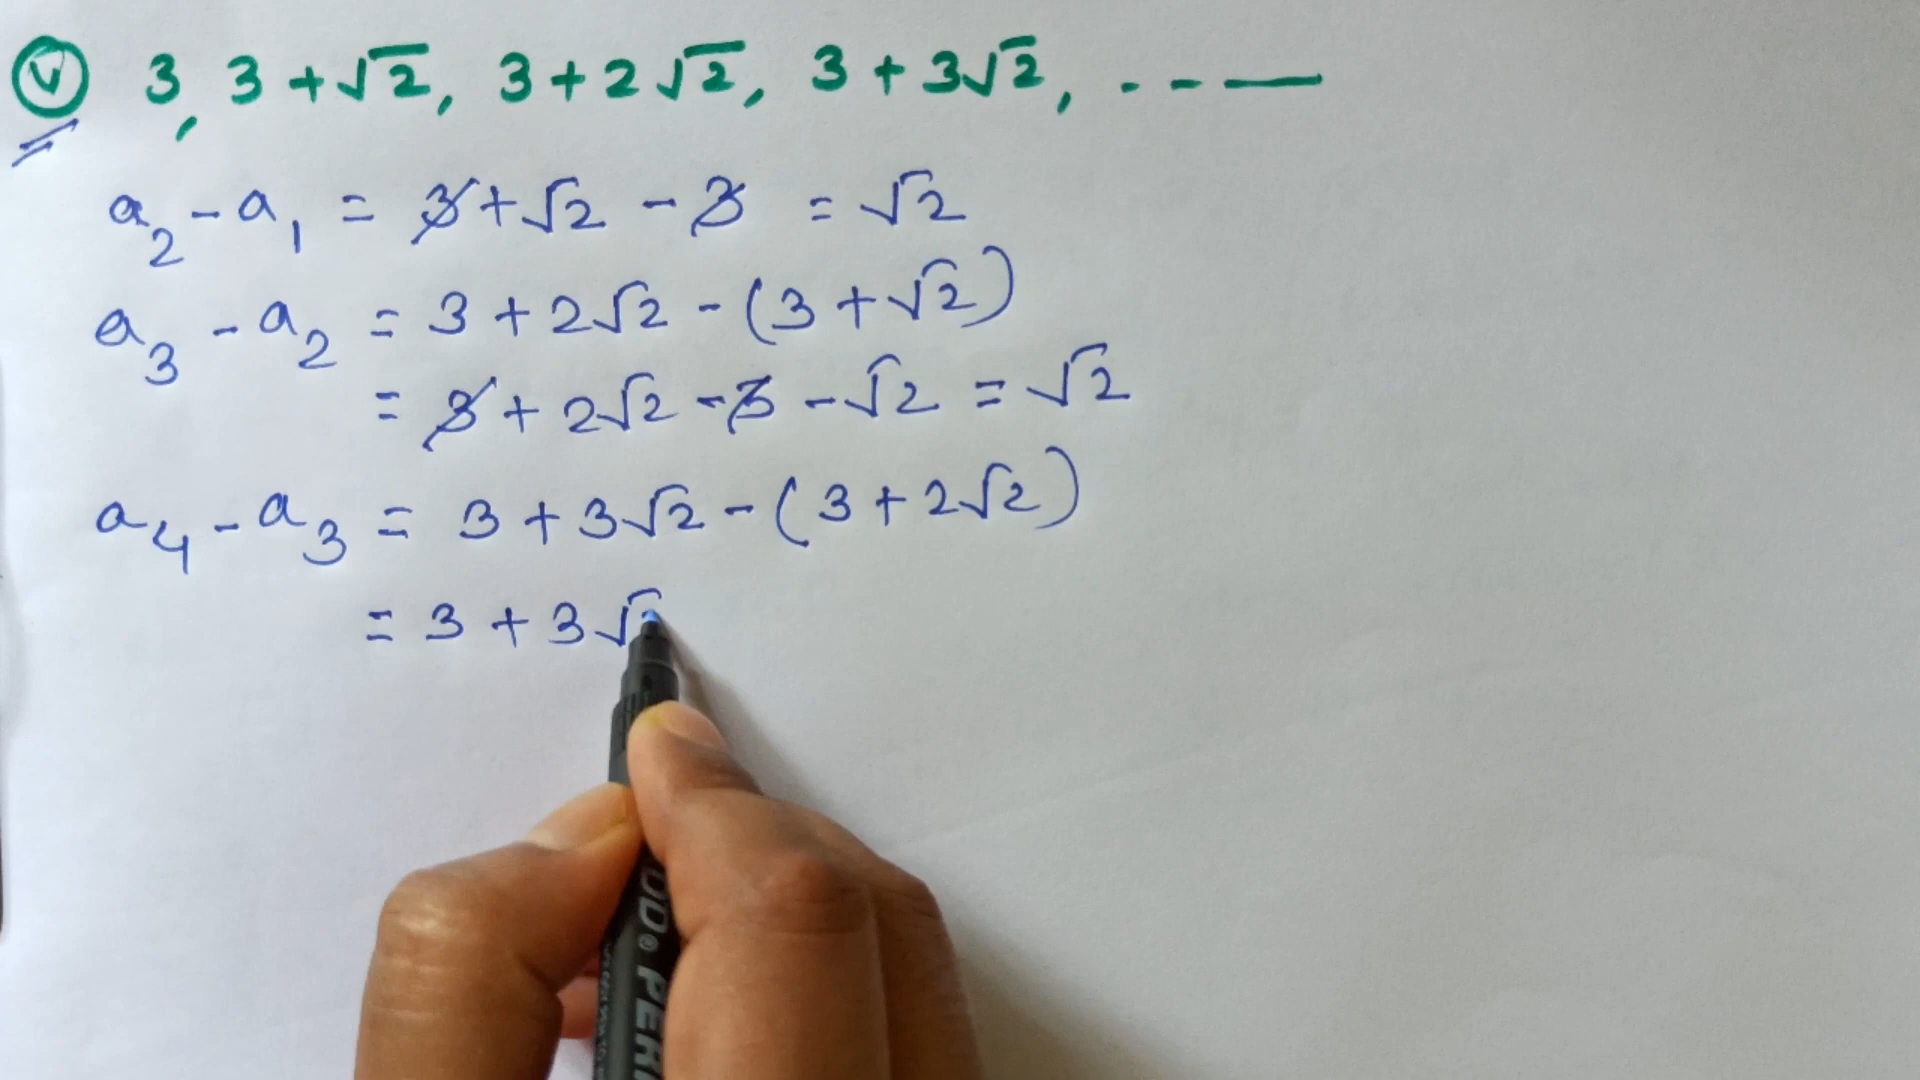 (v) 3, 3+√2, 3+2√2, 3+3√2, ..—
a₂-a₁ = 3+√2 -3 = √2
a₃-a₂ = 3+2√2-(3+√2)
= 3+2√2-3-√2 = √2
a₄-a₃ = 3+3√2-(3+2√2)
= 3+3√